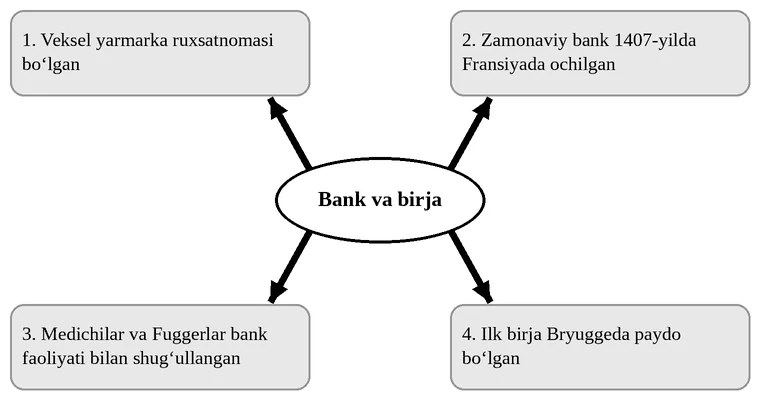 1. Veksel yarmarka ruxsatnomasi
bo‘lgan
2. Zamonaviy bank 1407-yilda
Fransiyada ochilgan
Bank va birja
3. Medichilar va Fuggerlar bank
faoliyati bilan shug‘ullangan
4. Ilk birja Bryuggeda paydo
bo‘lgan